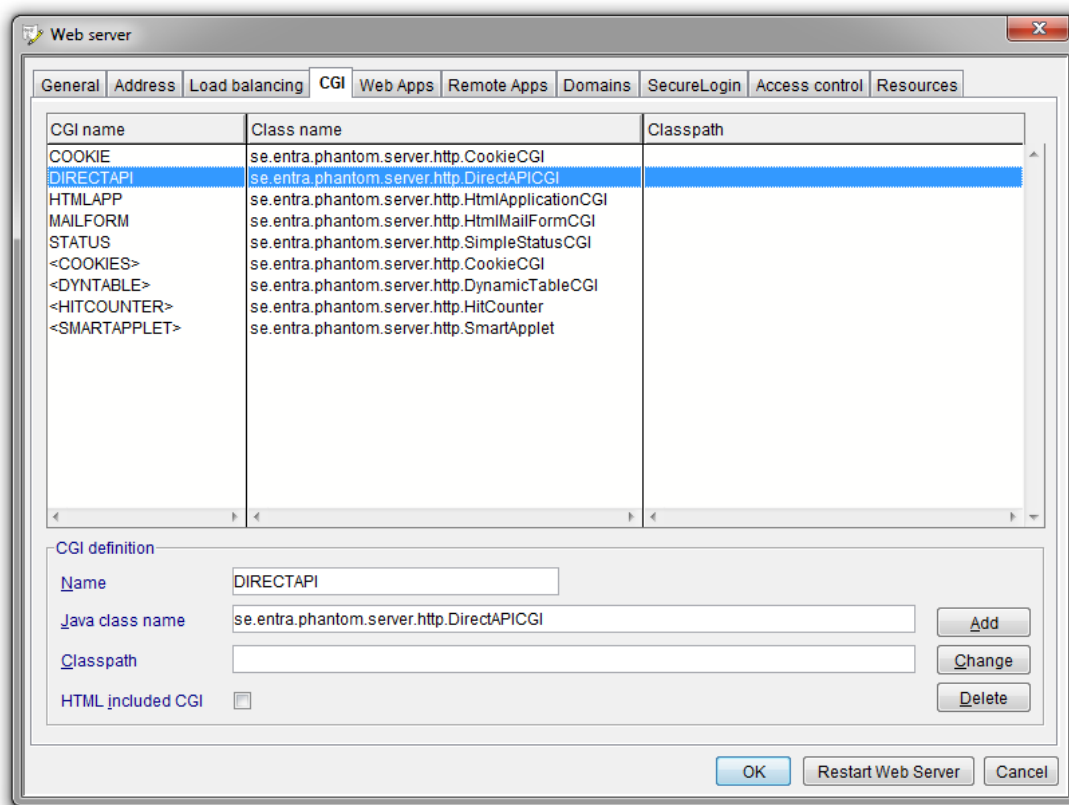 Web server
General Address Load balancing CGI Web Apps Remote Apps Domains SecureLogin Access control Resources
CGI name Class name Classpath
COOKIE se.entra.phantom.server.http.CookieCGI
DIRECTAPI se.entra.phantom.server.http.DirectAPICGI
HTMLAPP se.entra.phantom.server.http.HtmlApplicationCGI
MAILFORM se.entra.phantom.server.http.HtmlMailFormCGI
STATUS se.entra.phantom.server.http.SimpleStatusCGI
<COOKIES> se.entra.phantom.server.http.CookieCGI
<DYNTABLE> se.entra.phantom.server.http.DynamicTableCGI
<HITCOUNTER> se.entra.phantom.server.http.HitCounter
<SMARTAPPLET> se.entra.phantom.server.http.SmartApplet
CGI definition
Name DIRECTAPI
Java class name se.entra.phantom.server.http.DirectAPICGI Add
Classpath Change
HTML included CGI Delete
OK Restart Web Server Cancel